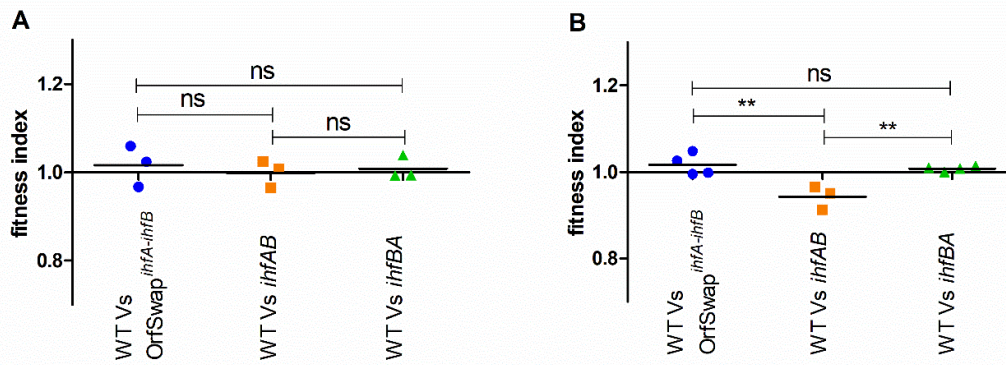 A
fitness index
1.2
1.0
0.8
ns
ns
ns
WT Vs
OrfSwap ihfA-ihfB
WT Vs ihfAB
WT Vs ihfBA
B
fitness index
1.2
1.0
0.8
ns
**
**
WT Vs
OrfSwap ihfA-ihfB
WT Vs ihfAB
WT Vs ihfBA